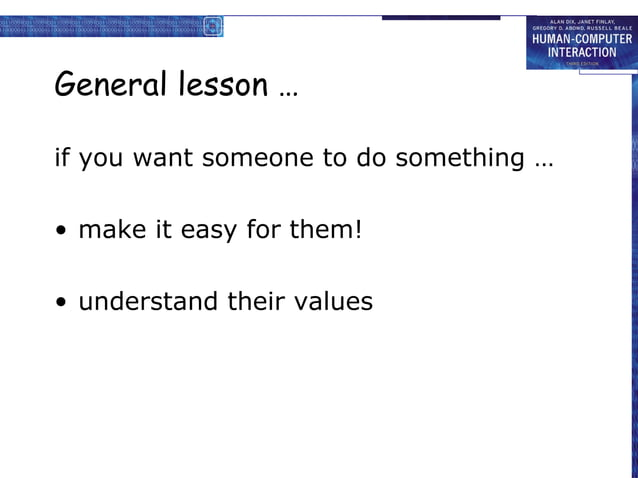 ALAN DIX, JANET FINLAY,
GREGORY D. ABOWD, RUSSELL BEALE
HUMAN-COMPUTER
INTERACTION
THIRD EDITION
General lesson …
if you want someone to do something …
• make it easy for them!
• understand their values